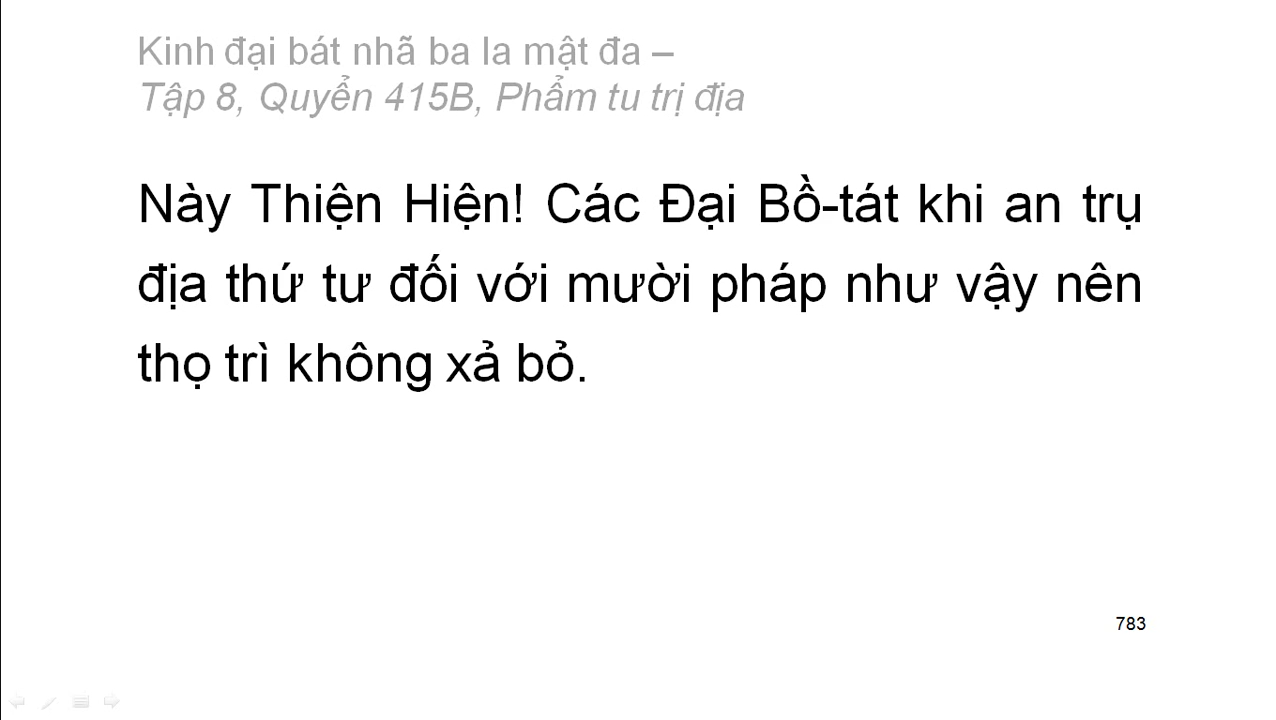 Kinh đại bát nhã ba la mật đa –
Tập 8, Quyển 415B, Phẩm tu trị địa
Này Thiện Hiện! Các Đại Bồ-tát khi an trụ
địa thứ tư đối với mười pháp như vậy nên
thọ trì không xả bỏ.
783